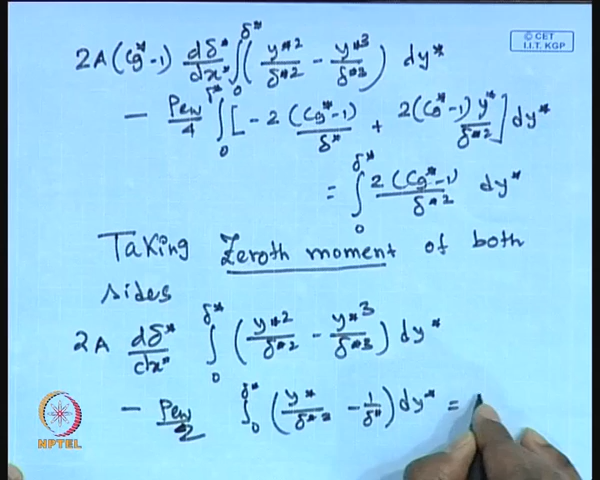 © CET
I.I.T. KGP
2A (Cg* - 1) dδ*/dx* ∫₀^δ* ( y*2/δ*2 - y*3/δ*3 ) dy*
- Pew/4 ∫₀^δ* [ - 2 (Cg* - 1)/δ* + 2(Cg* - 1) y*/δ*2 ] dy*
= ∫₀^δ* 2 (Cg* - 1)/δ*2 dy*
Taking Zeroth moment of both
sides
2A dδ*/dx* ∫₀^δ* ( y*2/δ*2 - y*3/δ*3 ) dy*
- Pew/2 ∫₀^δ* ( y*/δ*2 - 1/δ* ) dy* =
NPTEL